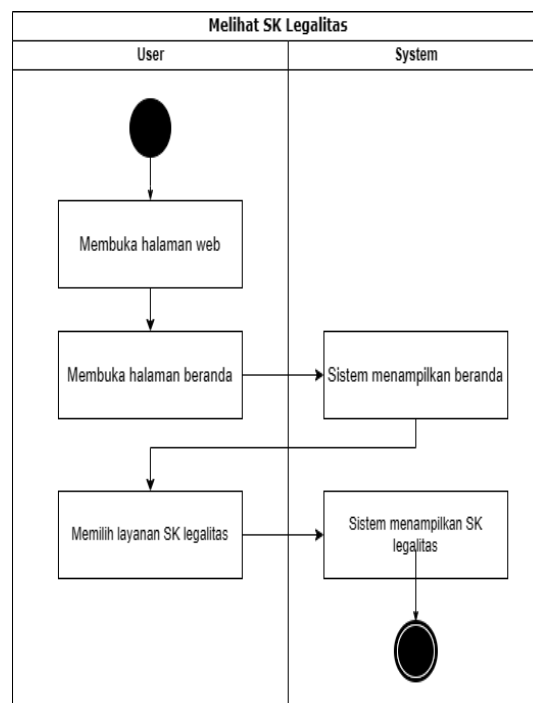 Melihat SK Legalitas
User
System
Membuka halaman web
Membuka halaman beranda
Sistem menampilkan beranda
Memilih layanan SK legalitas
Sistem menampilkan SK
legalitas